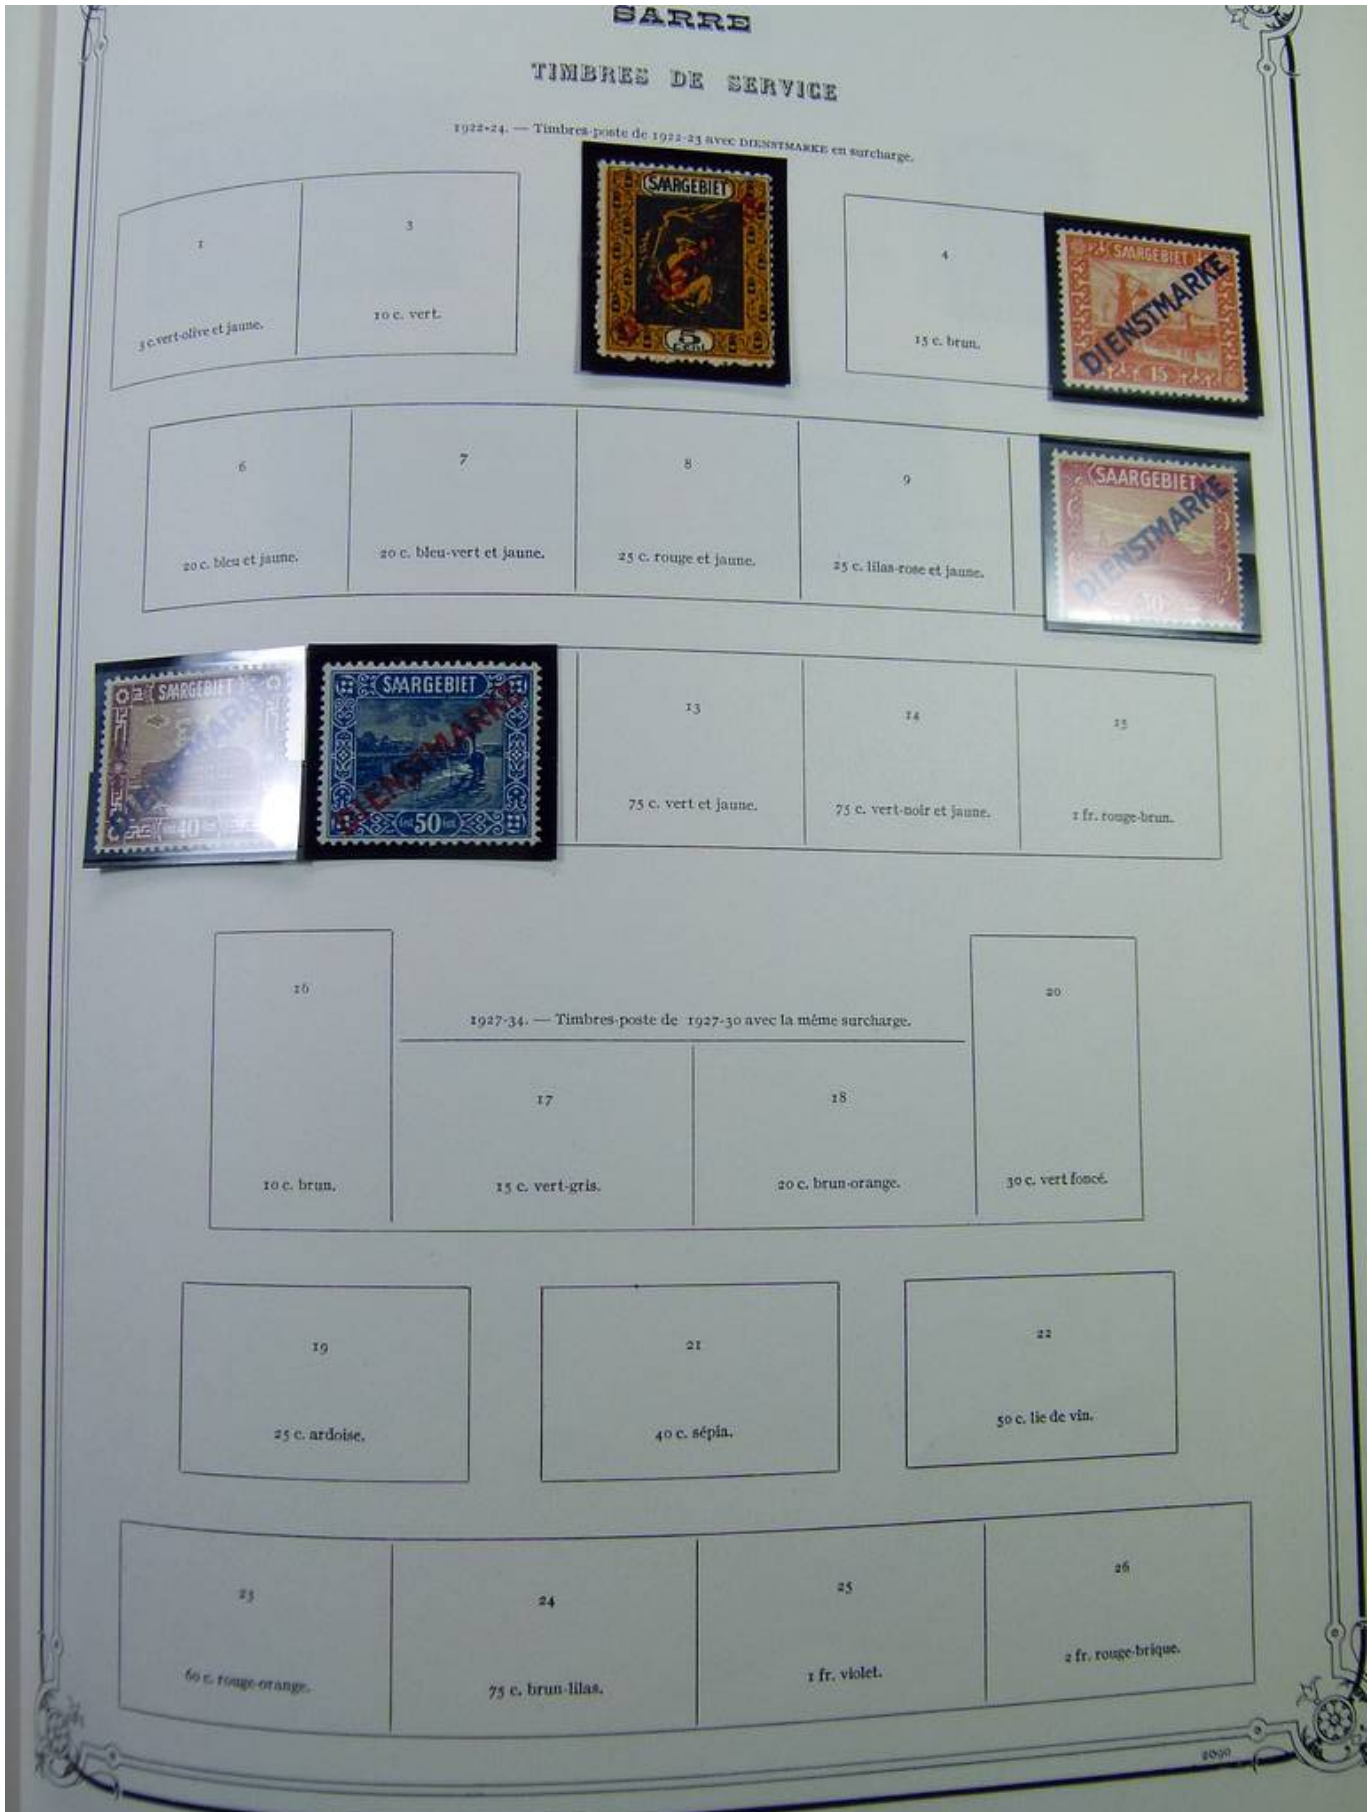 SARRE
TIMBRES DE SERVICE
1922-24. — Timbres-poste de 1922-23 avec DIENSTMARKE en surcharge.
1
3 c. vert-olive et jaune.
3
10 c. vert.
SAARGEBIET
5
CENT.
4
15 c. brun.
SAARGEBIET
DIENSTMARKE
15
6
20 c. bleu et jaune.
7
20 c. bleu-vert et jaune.
8
25 c. rouge et jaune.
9
25 c. lilas-rose et jaune.
SAARGEBIET
DIENSTMARKE
30
SAARGEBIET
DIENSTMARKE
40
SAARGEBIET
DIENSTMARKE
50
13
75 c. vert et jaune.
14
75 c. vert-noir et jaune.
15
1 fr. rouge-brun.
16
10 c. brun.
1927-34. — Timbres-poste de 1927-30 avec la même surcharge.
17
15 c. vert-gris.
18
20 c. brun-orange.
20
30 c. vert foncé.
19
25 c. ardoise.
21
40 c. sépia.
22
50 c. lie de vin.
23
60 c. rouge-orange.
24
75 c. brun-lilas.
25
1 fr. violet.
26
2 fr. rouge-brique.